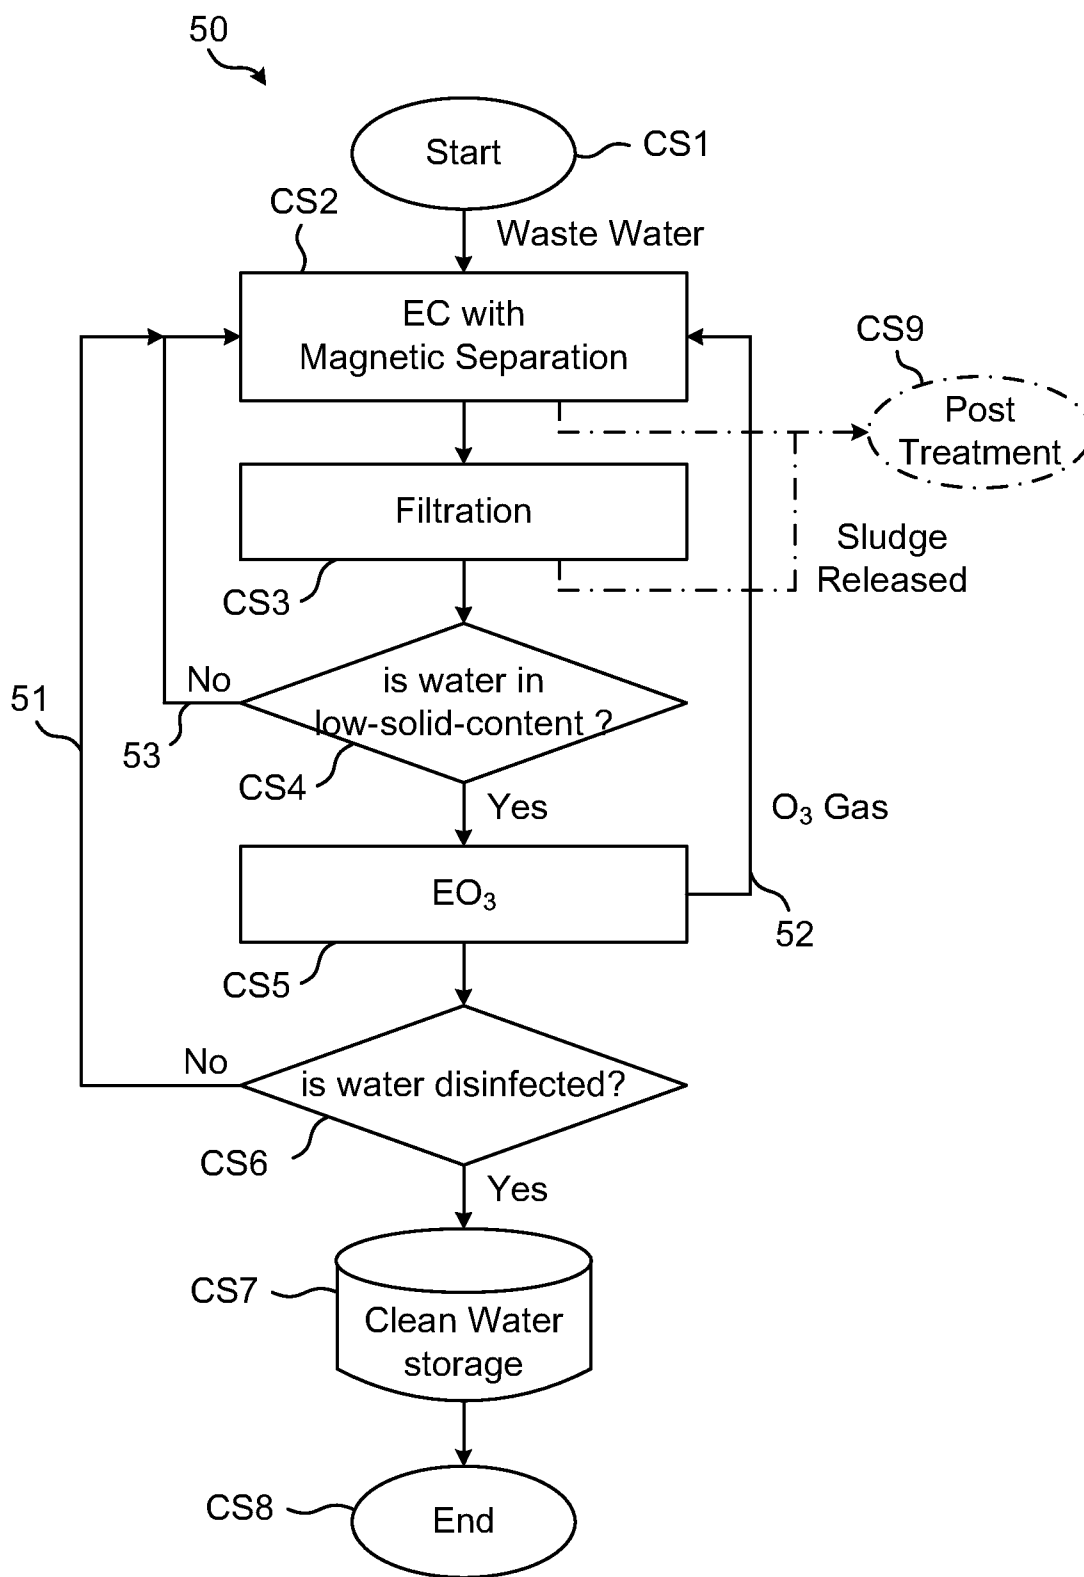 50
Start
CS1
CS2
Waste Water
EC with
Magnetic Separation
CS9
Post
Treatment
Filtration
Sludge
Released
CS3
No
is water in
low-solid-content ?
51
53
CS4
Yes
O₃ Gas
EO₃
52
CS5
No
is water disinfected?
CS6
Yes
CS7
Clean Water
storage
CS8
End